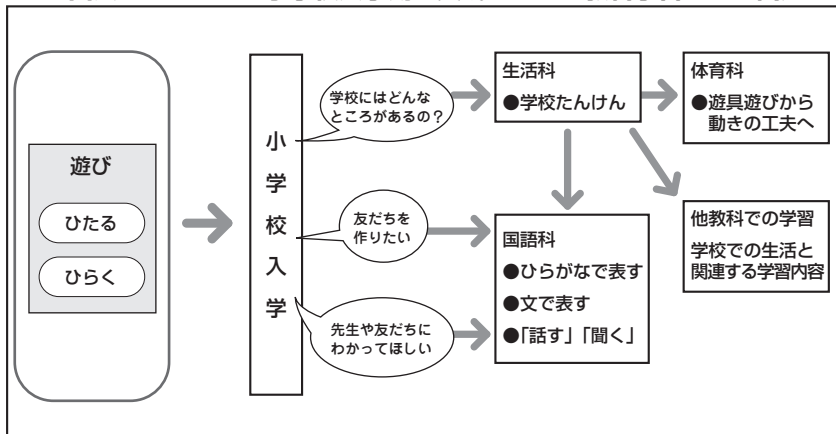 遊び
ひたる
ひらく
小学校入学
学校にはどんな
ところがあるの？
友だちを
作りたい
先生や友だちに
わかってほしい
生活科
●学校たんけん
国語科
●ひらがなで表す
●文で表す
●「話す」「聞く」
体育科
●遊具遊びから
動きの工夫へ
他教科での学習
学校での生活と
関連する学習内容